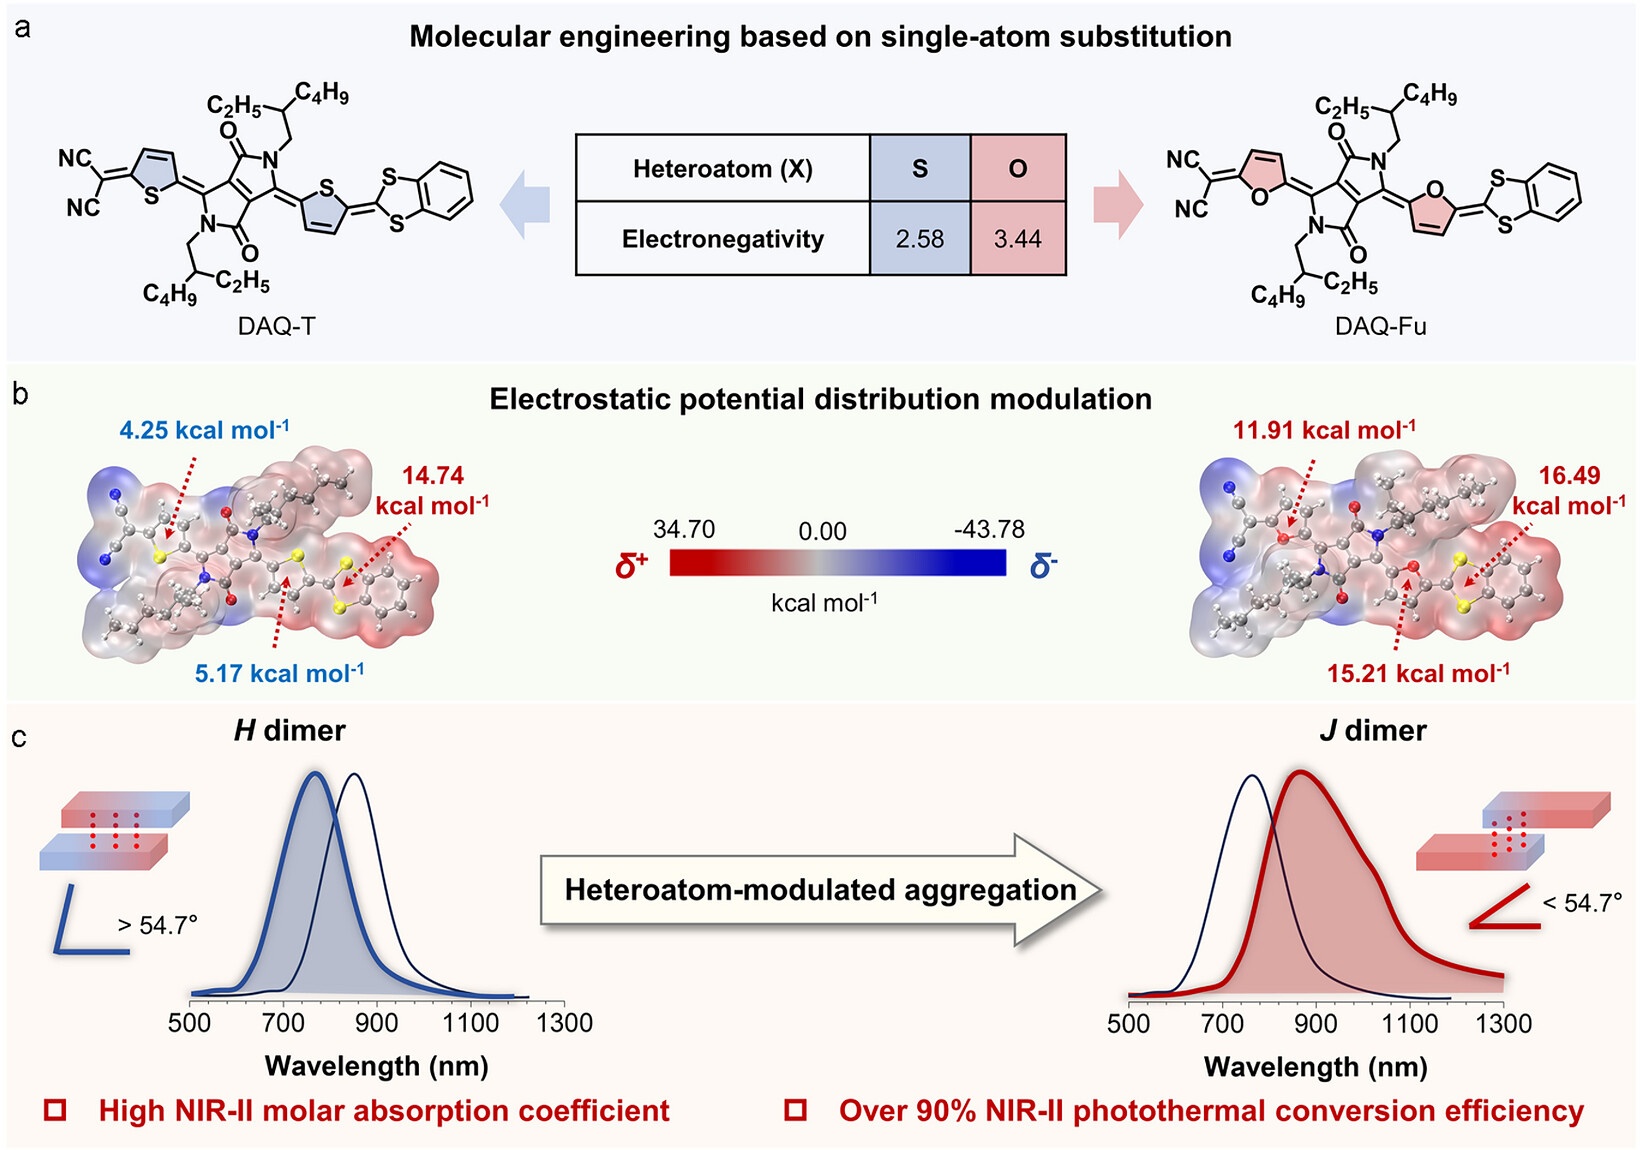 a
Molecular engineering based on single-atom substitution
C₂H₅ C₄H₉
O
N
NC
NC
S
S
S
S
N
O
C₄H₉ C₂H₅
DAQ-T
Heteroatom (X) S O
Electronegativity 2.58 3.44
C₂H₅ C₄H₉
O
N
NC
NC
O
O
S
S
N
O
C₄H₉ C₂H₅
DAQ-Fu
b
Electrostatic potential distribution modulation
4.25 kcal mol⁻¹
14.74
kcal mol⁻¹
5.17 kcal mol⁻¹
34.70 0.00 -43.78
δ⁺ δ⁻
kcal mol⁻¹
11.91 kcal mol⁻¹
16.49
kcal mol⁻¹
15.21 kcal mol⁻¹
c
H dimer
> 54.7°
500 700 900 1100 1300
Wavelength (nm)
Heteroatom-modulated aggregation
J dimer
< 54.7°
500 700 900 1100 1300
Wavelength (nm)
High NIR-II molar absorption coefficient
Over 90% NIR-II photothermal conversion efficiency